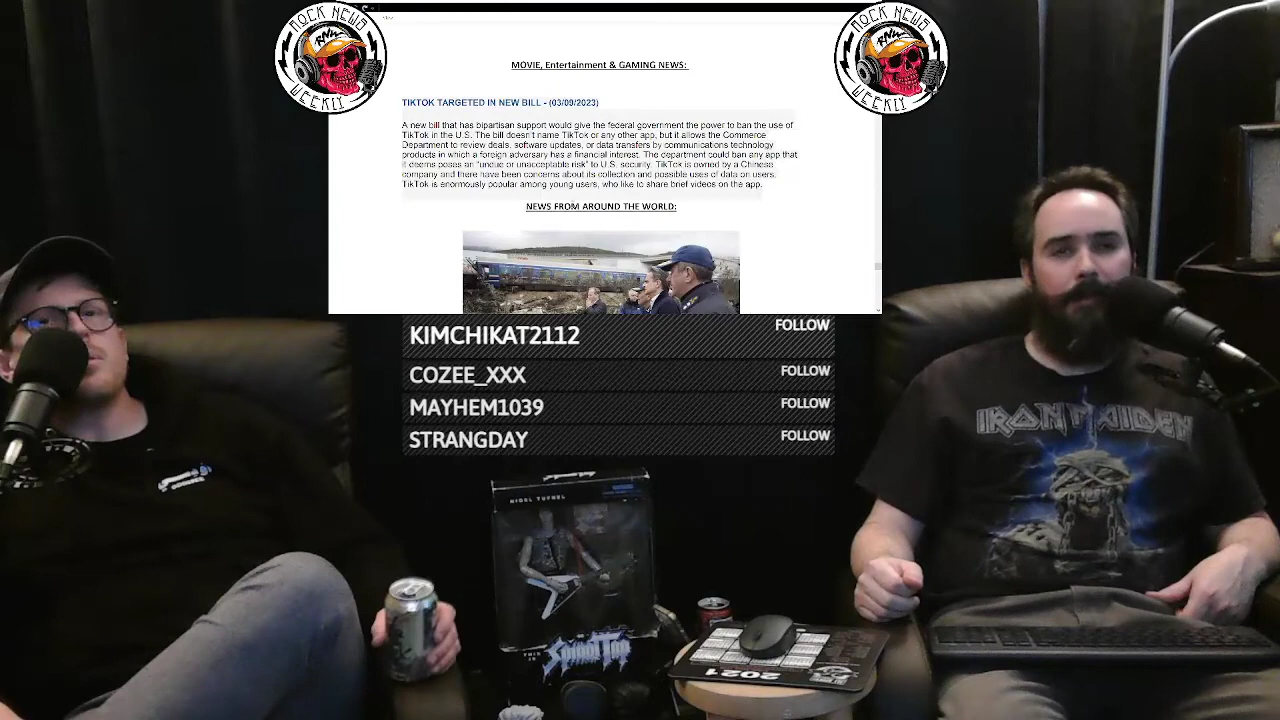 ROCK NEWS
RNW
WEEKLY
ROCK NEWS
RNW
WEEKLY
MOVIE, Entertainment & GAMING NEWS:
TIKTOK TARGETED IN NEW BILL - (03/09/2023)
A new bill that has bipartisan support would give the federal government the power to ban the use of
TikTok in the U.S. The bill doesn't name TikTok or any other app, but it allows the Commerce
Department to review deals, software updates, or data transfers by communications technology
products in which a foreign adversary has a financial interest. The department could ban any app that
it deems poses an "undue or unacceptable risk" to U.S. security. TikTok is owned by a Chinese
company and there have been concerns about its collection and possible uses of data on users.
TikTok is enormously popular among young users, who like to share brief videos on the app.
NEWS FROM AROUND THE WORLD:
KIMCHIKAT2112 FOLLOW
COZEE_XXX FOLLOW
MAYHEM1039 FOLLOW
STRANGDAY FOLLOW
IRON MAIDEN
NIGEL TUFNEL
THIS IS
SPINAL TAP
2021